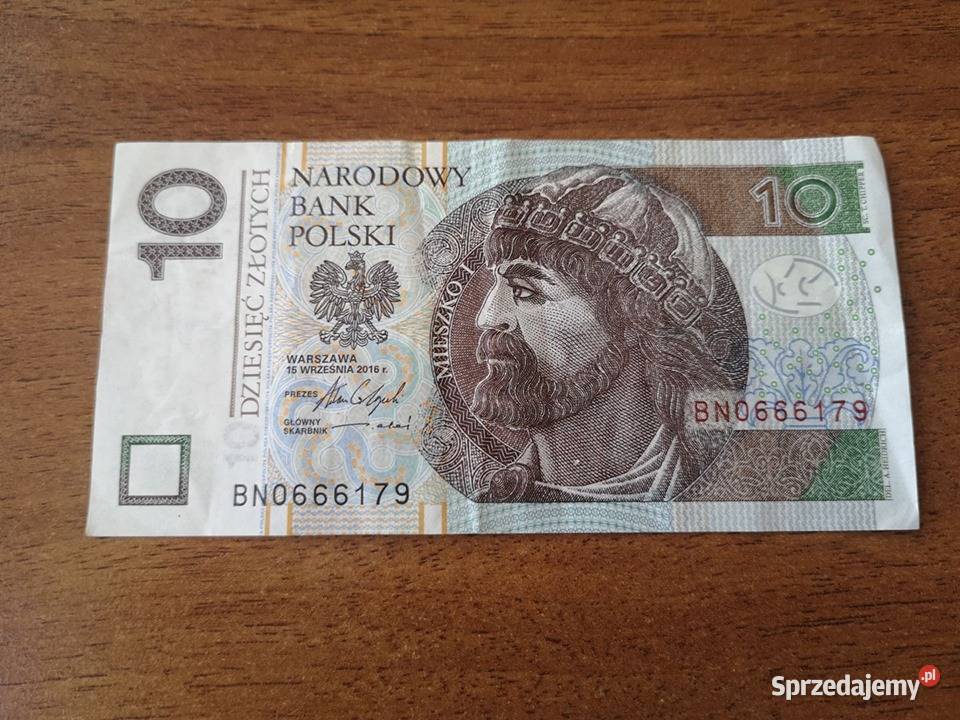 10
DZIESIĘĆ ZŁOTYCH
NARODOWY
BANK
POLSKI
WARSZAWA
15 WRZEŚNIA 2016 r.
PREZES
GŁÓWNY
SKARBNIK
BN0666179
MIESZKO I
10
BN0666179
Sprzedajemy.pl